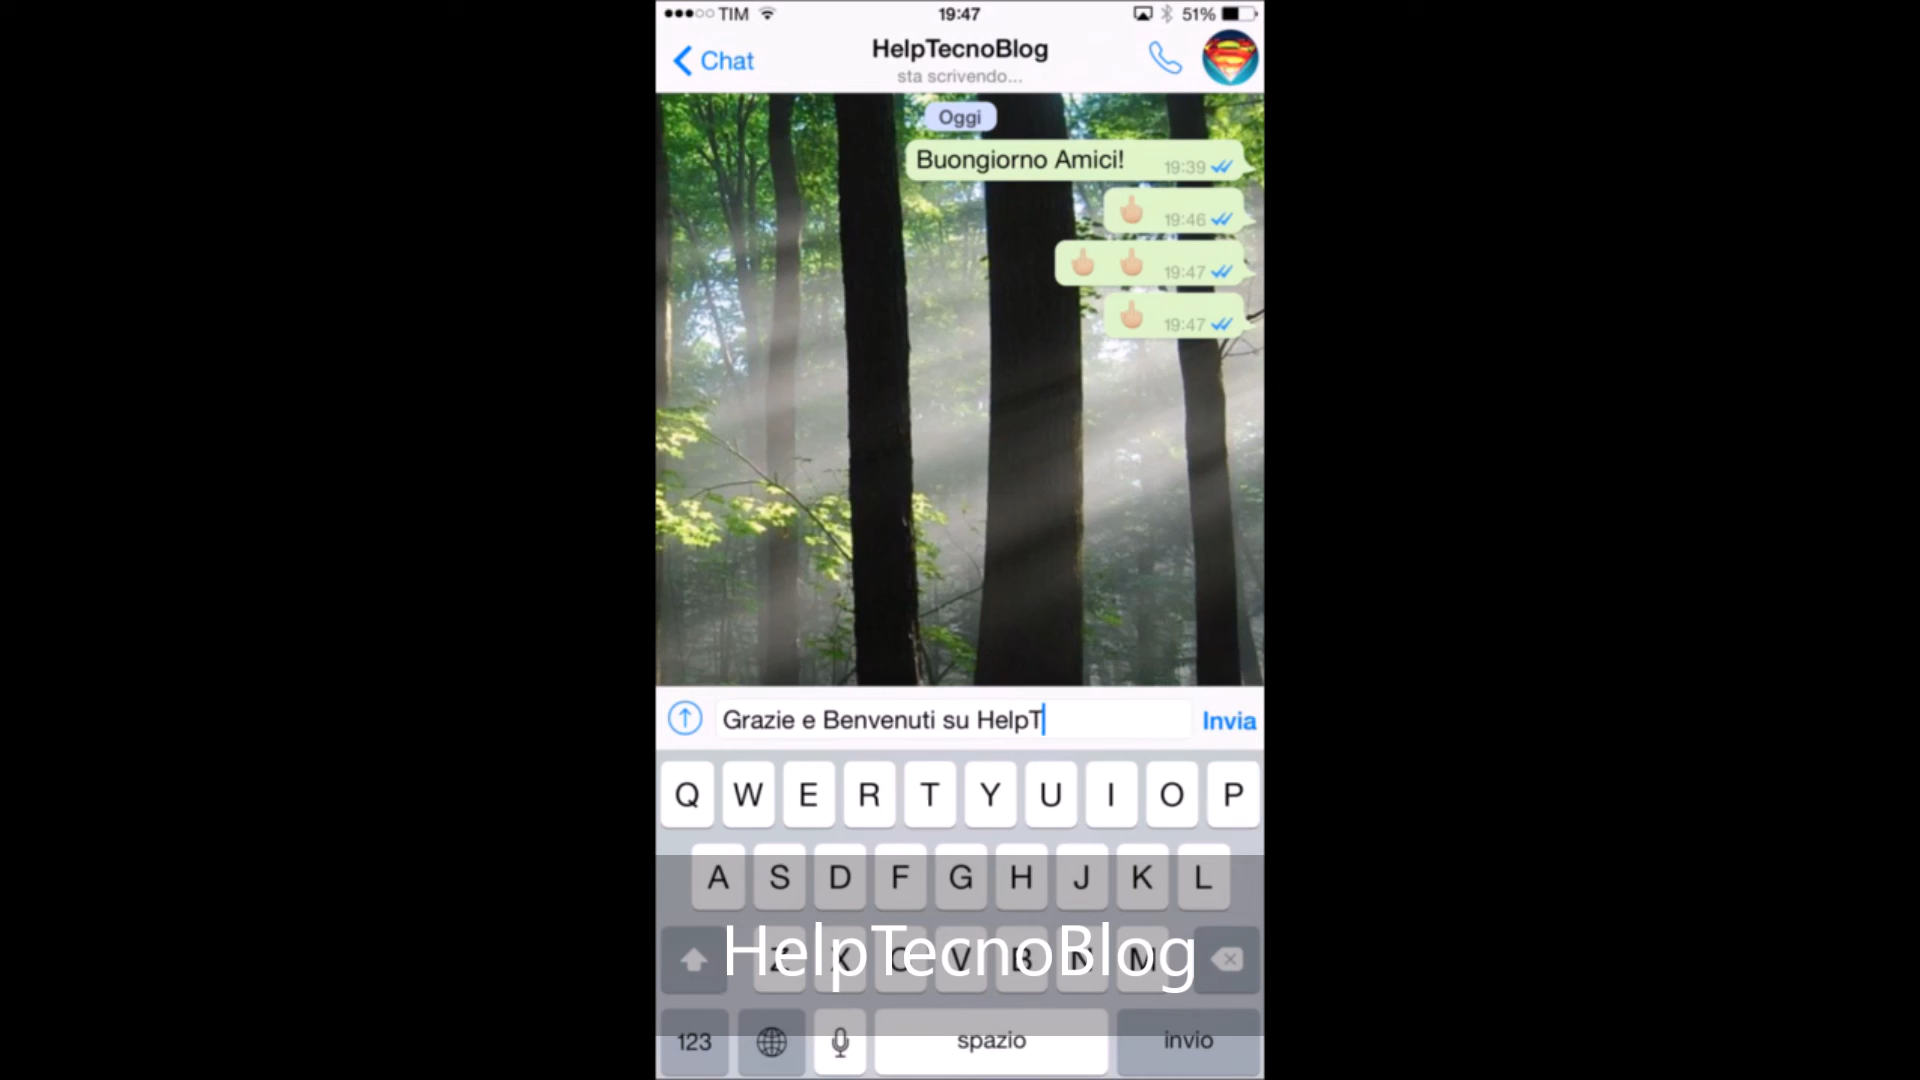 TIM 19:47 51%
Chat HelpTecnoBlog
sta scrivendo...
Oggi
Buongiorno Amici! 19:39
19:46
19:47
19:47
Grazie e Benvenuti su HelpT Invia
Q W E R T Y U I O P
A S D F G H J K L
Z X C V B N M
HelpTecnoBlog
123 spazio invio